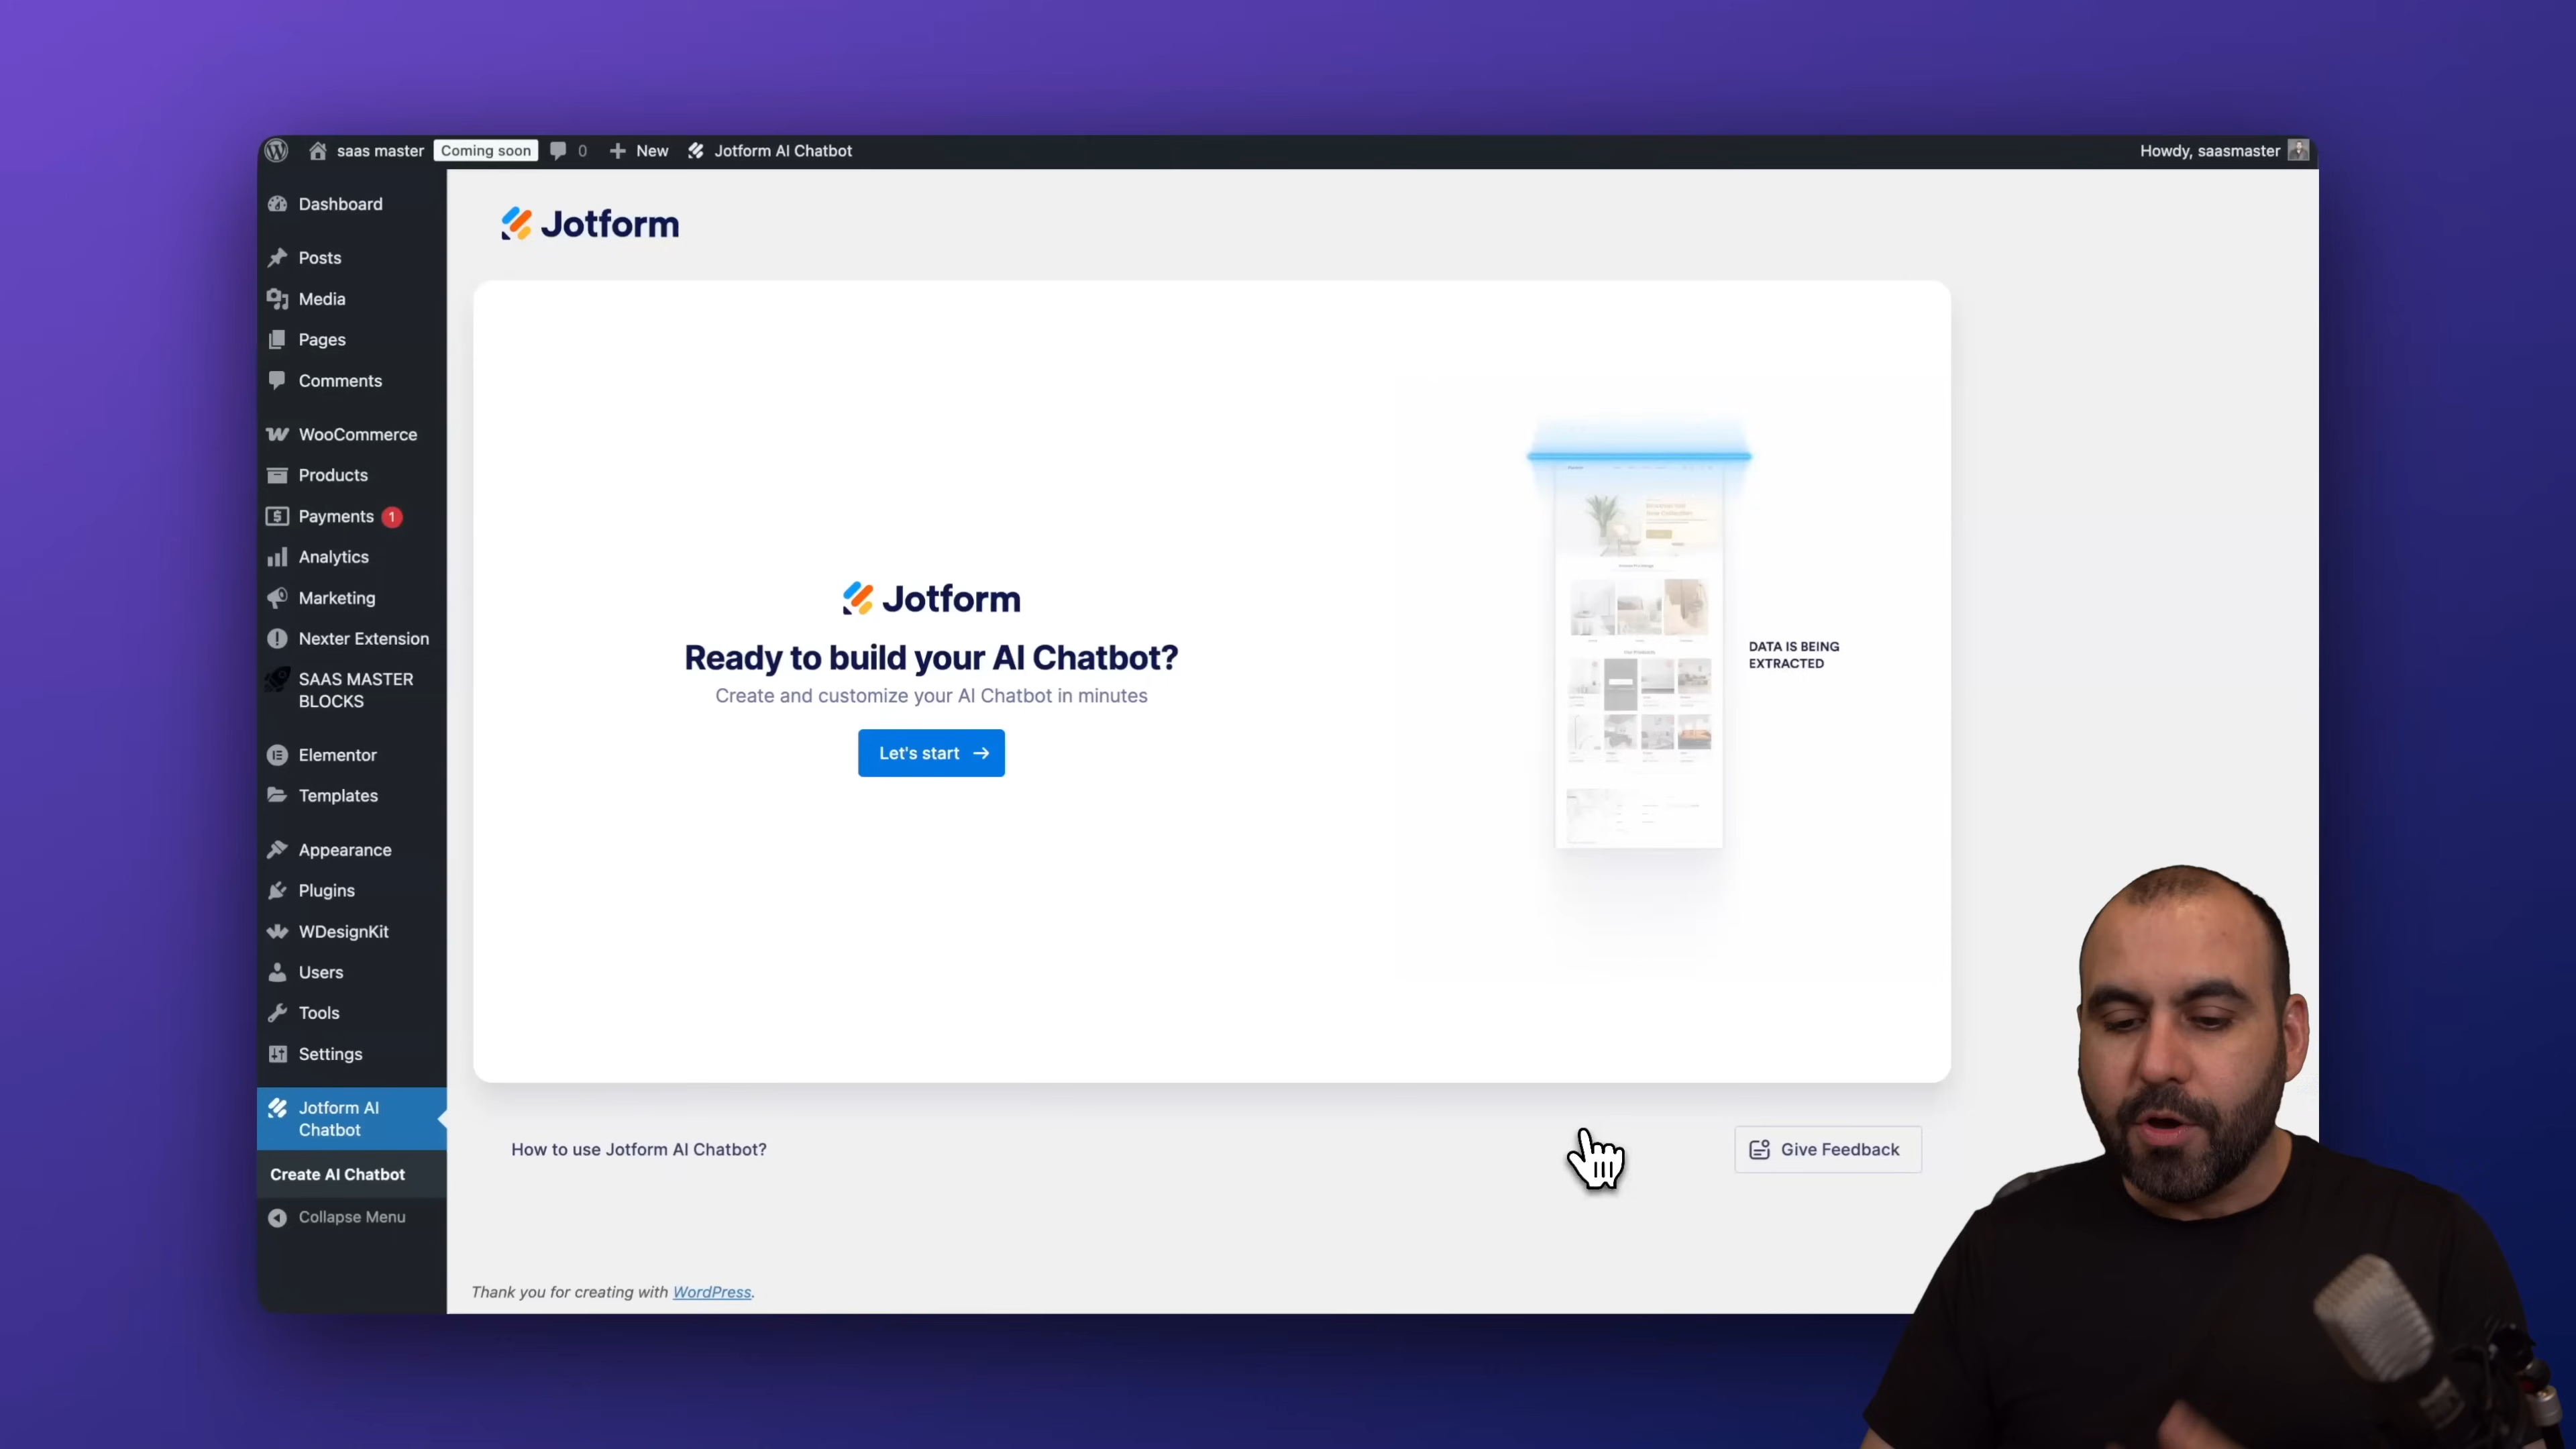 saas master
Coming soon
0
New
Jotform AI Chatbot
Howdy, saasmaster
Dashboard
Posts
Media
Pages
Comments
WooCommerce
Products
Payments 1
Analytics
Marketing
Nexter Extension
SAAS MASTER
BLOCKS
Elementor
Templates
Appearance
Plugins
WDesignKit
Users
Tools
Settings
Jotform AI
Chatbot
Create AI Chatbot
Collapse Menu
Jotform
Jotform
Ready to build your AI Chatbot?
Create and customize your AI Chatbot in minutes
Let's start
DATA IS BEING
EXTRACTED
How to use Jotform AI Chatbot?
Give Feedback
Thank you for creating with WordPress.